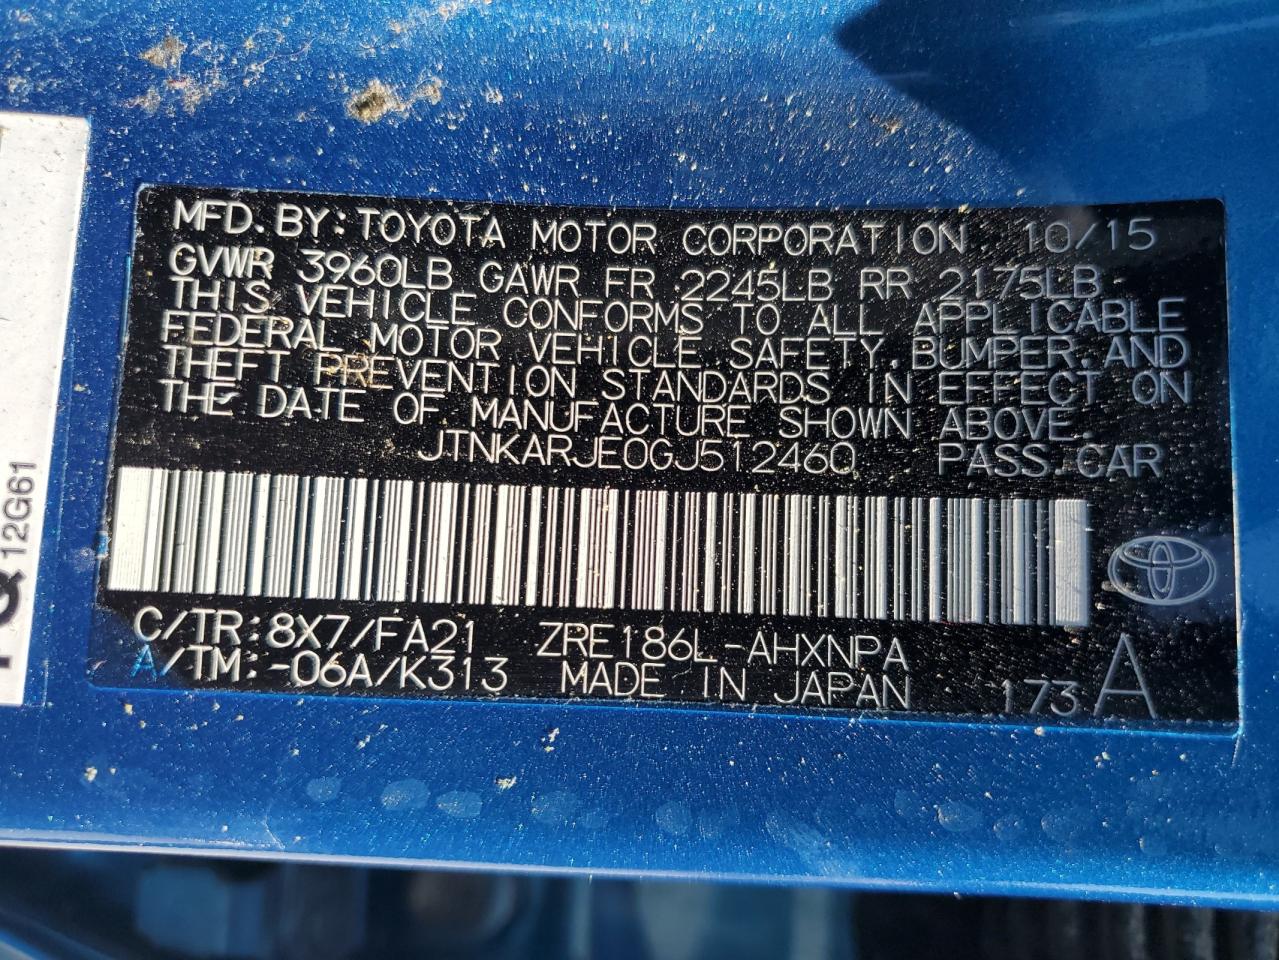 MFD. BY: TOYOTA MOTOR CORPORATION 10/15
GVWR 3960LB GAWR FR 2245LB RR 2175LB
THIS VEHICLE CONFORMS TO ALL APPLICABLE
FEDERAL MOTOR VEHICLE SAFETY, BUMPER, AND
THEFT PREVENTION STANDARDS IN EFFECT ON
THE DATE OF MANUFACTURE SHOWN ABOVE.
JTNKARJE0GJ512460 PASS. CAR
C/TR: 8X7/FA21 ZRE186L-AHXNPA
A/TM: -06A/K313 MADE IN JAPAN 173 A
12G61